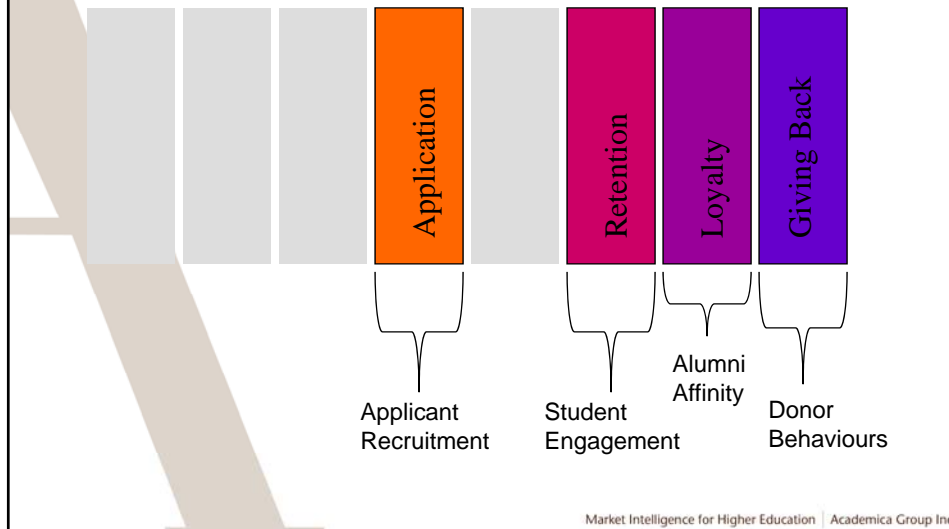 Application
Retention
Loyalty
Giving Back
Applicant
Recruitment
Student
Engagement
Alumni
Affinity
Donor
Behaviours
Market Intelligence for Higher Education | Academica Group Inc